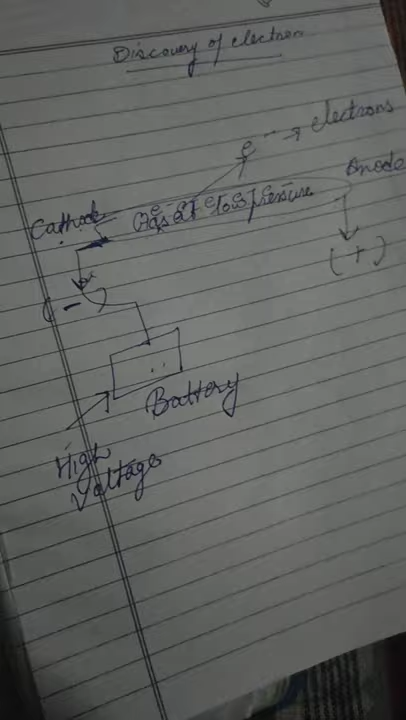 Discovery of electron
e⁻ → electrons
Anode
Cathode
Gas at low pressure
e⁻ e⁻
(+)
(-)
Battery
High
Voltage